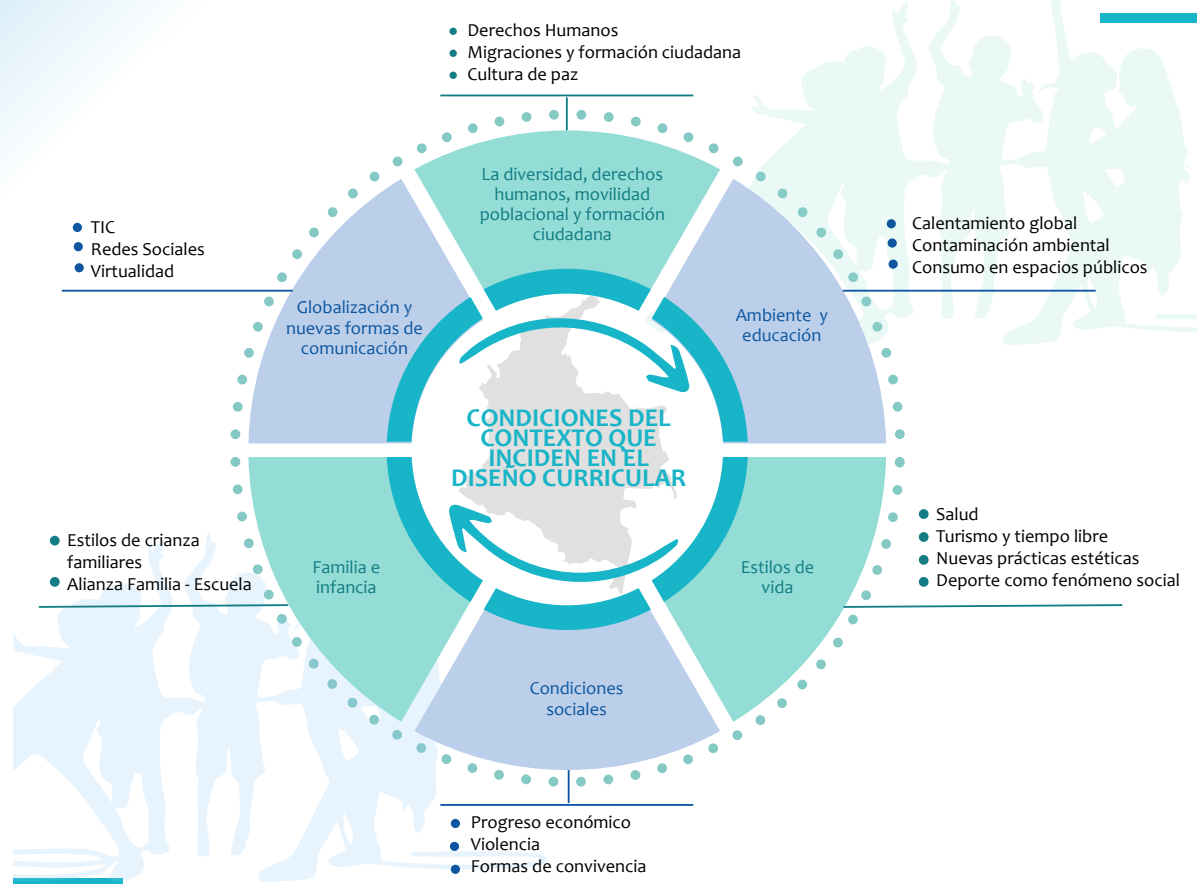 Derechos Humanos
Migraciones y formación ciudadana
Cultura de paz
La diversidad, derechos
humanos, movilidad
poblacional y formación
ciudadana
TIC
Redes Sociales
Virtualidad
Globalización y
nuevas formas de
comunicación
Calentamiento global
Contaminación ambiental
Consumo en espacios públicos
Ambiente y
educación
CONDICIONES DEL
CONTEXTO QUE
INCIDEN EN EL
DISEÑO CURRICULAR
Estilos de crianza
familiares
Alianza Familia - Escuela
Familia e
infancia
Estilos de
vida
Salud
Turismo y tiempo libre
Nuevas prácticas estéticas
Deporte como fenómeno social
Condiciones
sociales
Progreso económico
Violencia
Formas de convivencia